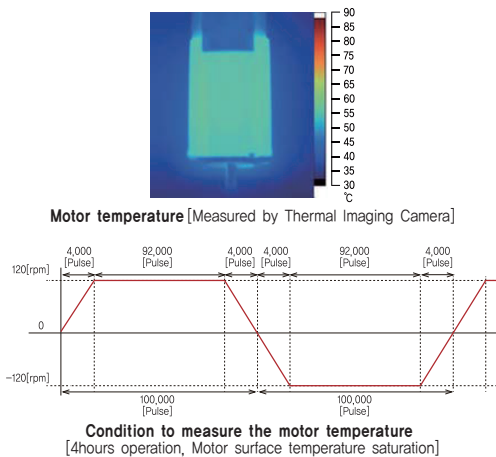 90
85
80
75
70
65
60
55
50
45
40
35
30
℃
Motor temperature [Measured by Thermal Imaging Camera]
4,000 92,000 4,000 4,000 92,000 4,000
[Pulse] [Pulse] [Pulse] [Pulse] [Pulse] [Pulse]
120[rpm]
0
-120[rpm]
100,000 100,000
[Pulse] [Pulse]
Condition to measure the motor temperature
[4hours operation, Motor surface temperature saturation]